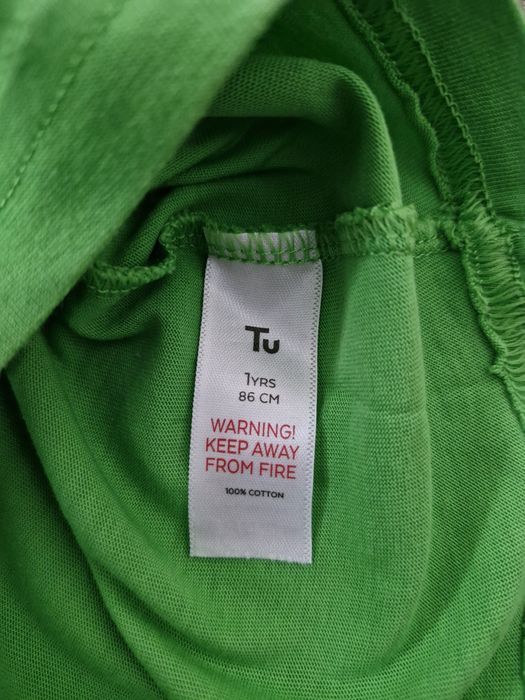 Tu
1YRS
86 CM
WARNING!
KEEP AWAY
FROM FIRE
100% COTTON